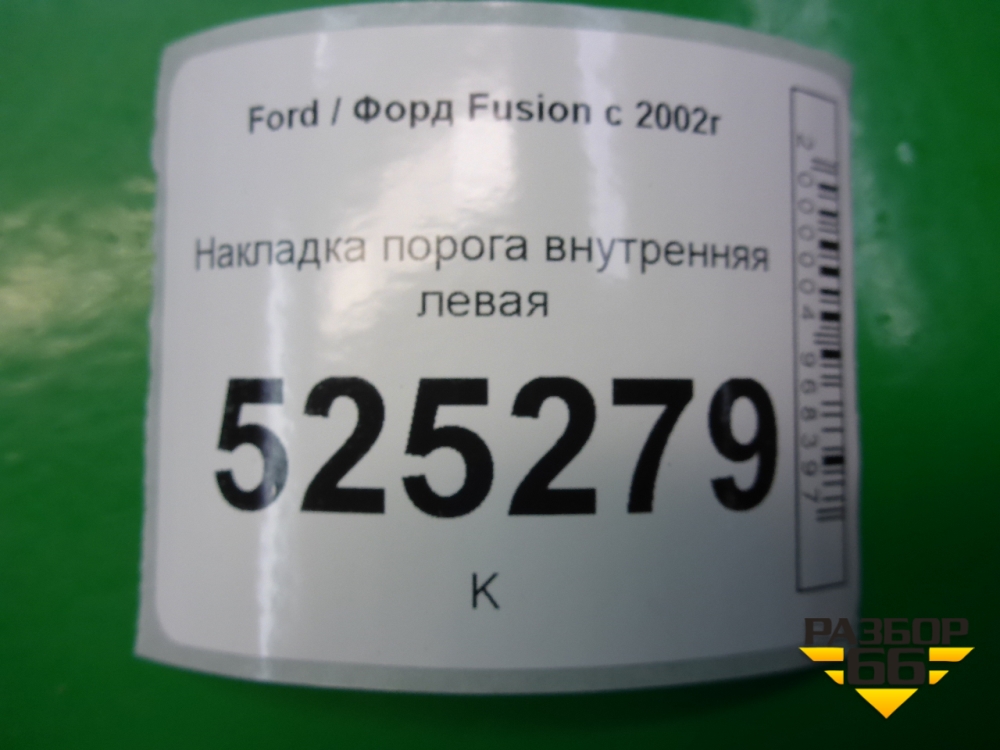 Ford / Форд Fusion с 2002г
Накладка порога внутренняя
левая
525279
К
2000004968397
РАЗБОР
66